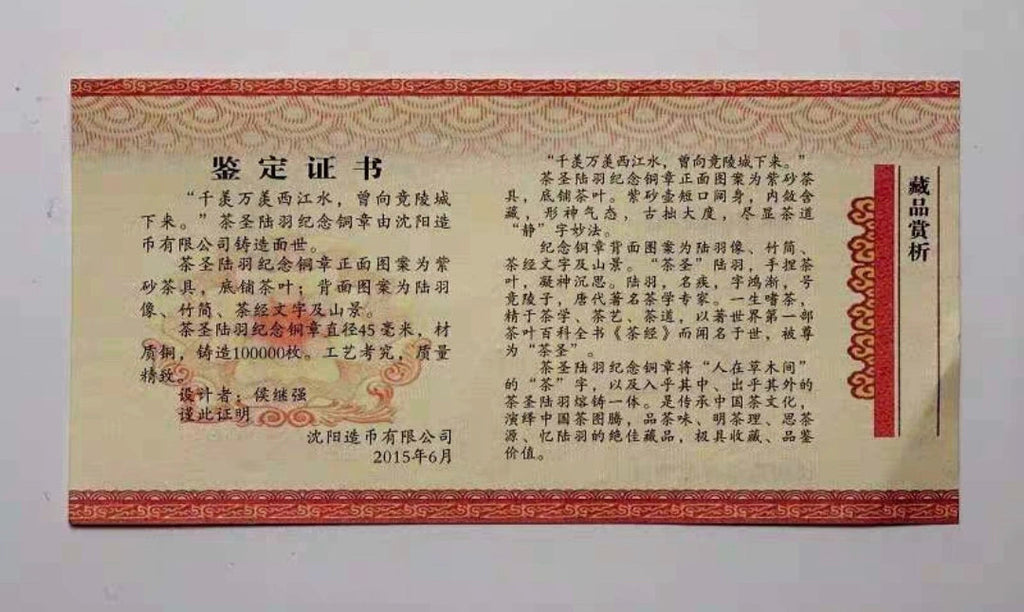 鉴定证书
“千羡万羡西江水，曾向竟陵城
下来。”茶圣陆羽纪念铜章由沈阳造
币有限公司铸造面世。
茶圣陆羽纪念铜章正面图案为紫
砂茶具，底铺茶叶；背面图案为陆羽
像、竹简、茶经文字及山景。
茶圣陆羽纪念铜章直径45毫米，材
质铜，铸造100000枚。工艺考究，质量
精致。
设计者：侯继强
谨此证明
沈阳造币有限公司
2015年6月
“千羡万羡西江水，曾向竟陵城下来。”
茶圣陆羽纪念铜章正面图案为紫砂茶
具，底铺茶叶。紫砂壶短口阔身，内敛含
藏，形神气态，古拙大度，尽显茶道
“静”字妙法。
纪念铜章背面图案为陆羽像、竹简、
茶经文字及山景。“茶圣”陆羽，手捏茶
叶，凝神沉思。陆羽，名疾，字鸿渐，号
竟陵子，唐代著名茶学专家。一生嗜茶，
精于茶学、茶艺、茶道，以著世界第一部
茶叶百科全书《茶经》而闻名于世，被尊
为“茶圣”。
茶圣陆羽纪念铜章将“人在草木间”
的“茶”字，以及入乎其中、出乎其外的
茶圣陆羽熔铸一体。是传承中国茶文化，
演绎中国茶图腾，品茶味、明茶理、思茶
源、忆陆羽的绝佳藏品，极具收藏、品鉴
价值。
藏品赏析